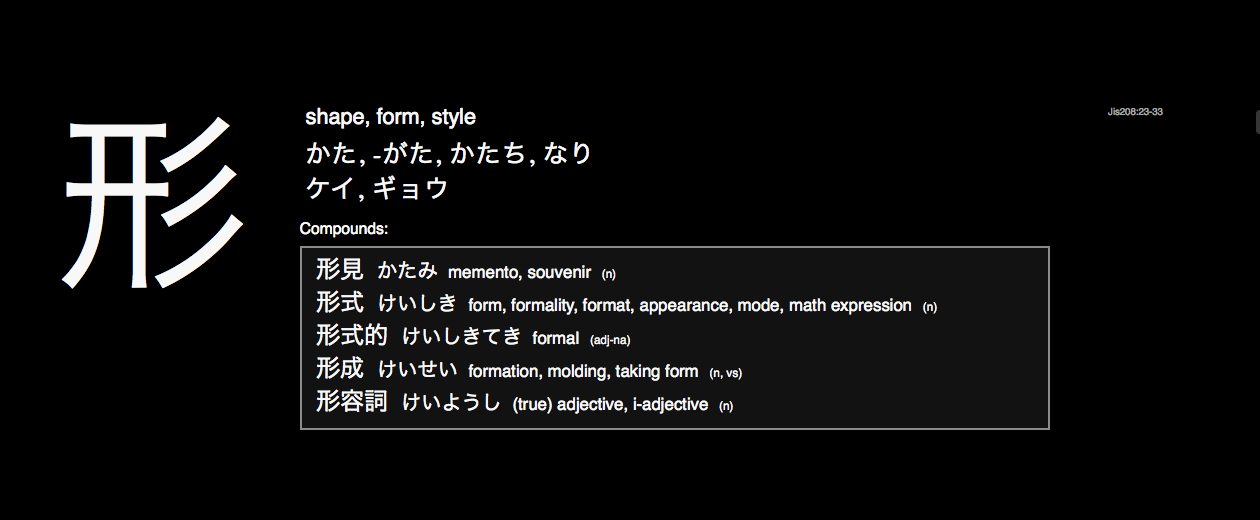 形
shape, form, style
Jis208:23-33
かた, -がた, かたち, なり
ケイ, ギョウ
Compounds:
形見 かたみ memento, souvenir (n)
形式 けいしき form, formality, format, appearance, mode, math expression (n)
形式的 けいしきてき formal (adj-na)
形成 けいせい formation, molding, taking form (n, vs)
形容詞 けいようし (true) adjective, i-adjective (n)